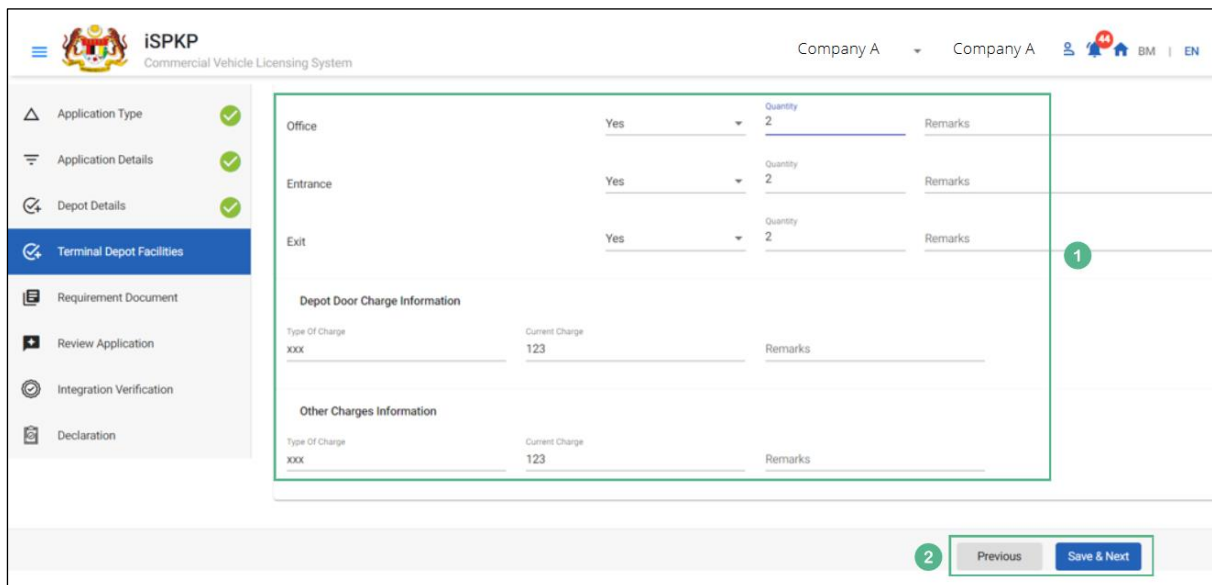 iSPKP
Commercial Vehicle Licensing System
Company A Company A 44 BM | EN
Application Type
Application Details
Depot Details
Terminal Depot Facilities
Requirement Document
Review Application
Integration Verification
Declaration
Office Yes Quantity 2 Remarks
Entrance Yes Quantity 2 Remarks
Exit Yes Quantity 2 Remarks
1
Depot Door Charge Information
Type Of Charge Current Charge
xxx 123 Remarks
Other Charges Information
Type Of Charge Current Charge
xxx 123 Remarks
2 Previous Save & Next